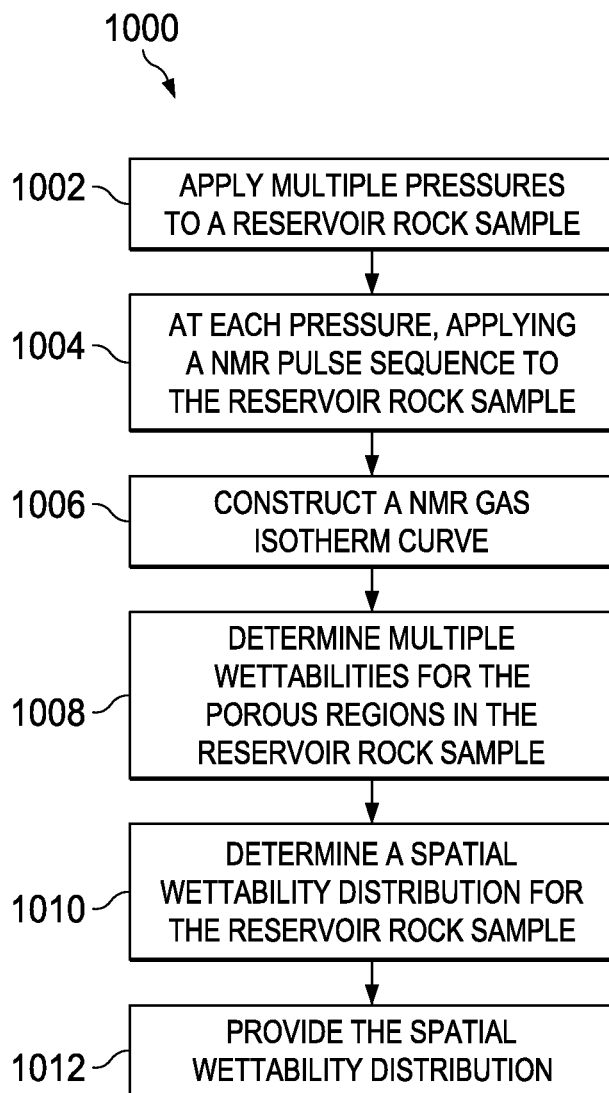 1000
1002
APPLY MULTIPLE PRESSURES
TO A RESERVOIR ROCK SAMPLE
1004
AT EACH PRESSURE, APPLYING
A NMR PULSE SEQUENCE TO
THE RESERVOIR ROCK SAMPLE
1006
CONSTRUCT A NMR GAS
ISOTHERM CURVE
1008
DETERMINE MULTIPLE
WETTABILITIES FOR THE
POROUS REGIONS IN THE
RESERVOIR ROCK SAMPLE
1010
DETERMINE A SPATIAL
WETTABILITY DISTRIBUTION FOR
THE RESERVOIR ROCK SAMPLE
1012
PROVIDE THE SPATIAL
WETTABILITY DISTRIBUTION